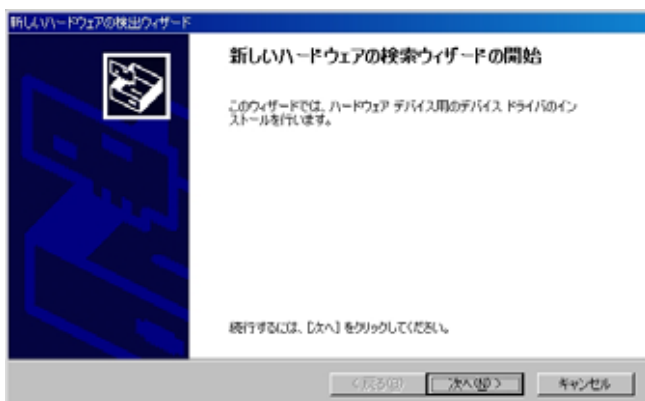 新しいハードウェアの検出ウィザード
新しいハードウェアの検索ウィザードの開始
このウィザードでは、ハードウェア デバイス用のデバイス ドライバのイン
ストールを行います。
続行するには、[次へ] をクリックしてください。
< 戻る(B)
次へ(N) >
キャンセル